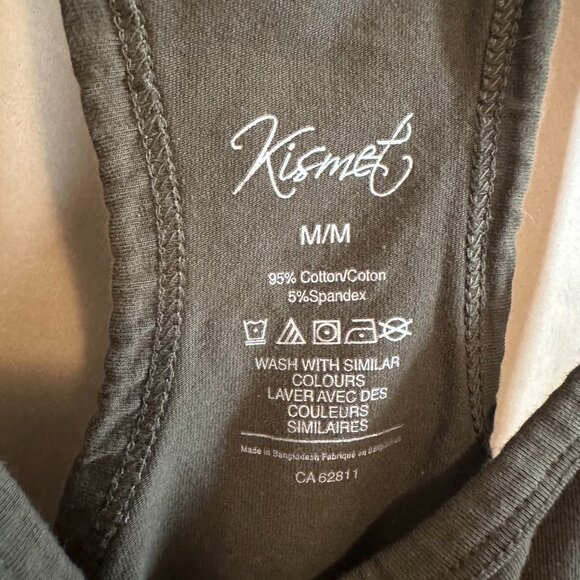 Kismet
M/M
95% Cotton/Coton
5%Spandex
WASH WITH SIMILAR
COLOURS
LAVER AVEC DES
COULEURS
SIMILAIRES
Made in Bangladesh Fabriqué en Bangladesh
CA 62811